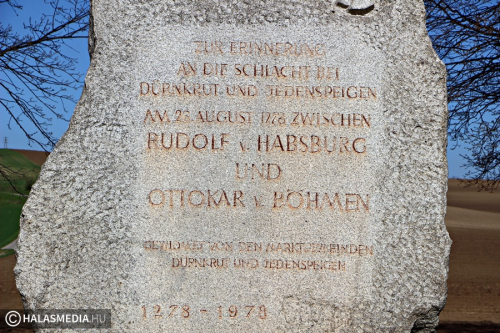 ZUR ERINNERUNG
AN DIE SCHLACHT BEI
DÜRNKRUT UND JEDENSPEIGEN
AM 26. AUGUST 1278 ZWISCHEN
RUDOLF v. HABSBURG
UND
OTTOKAR v. BÖHMEN
GEWIDMET VON DEN MARKTGEMEINDEN
DÜRNKRUT UND JEDENSPEIGEN
1278 - 1978
© HALASMEDIA.HU